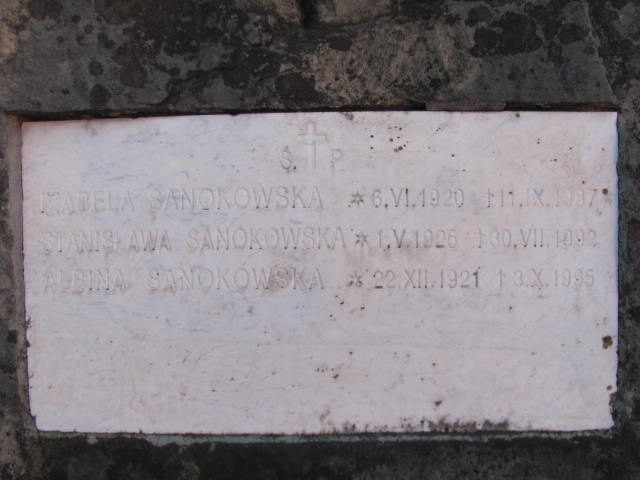 Ś. P
IZABELA SANOKOWSKA * 6.VI.1920 †11.IX.1987
STANISŁAWA SANOKOWSKA * 1.V.1926 †30.VII.1992
ALBINA SANOKOWSKA * 22.XII.1921 †3.X.1995